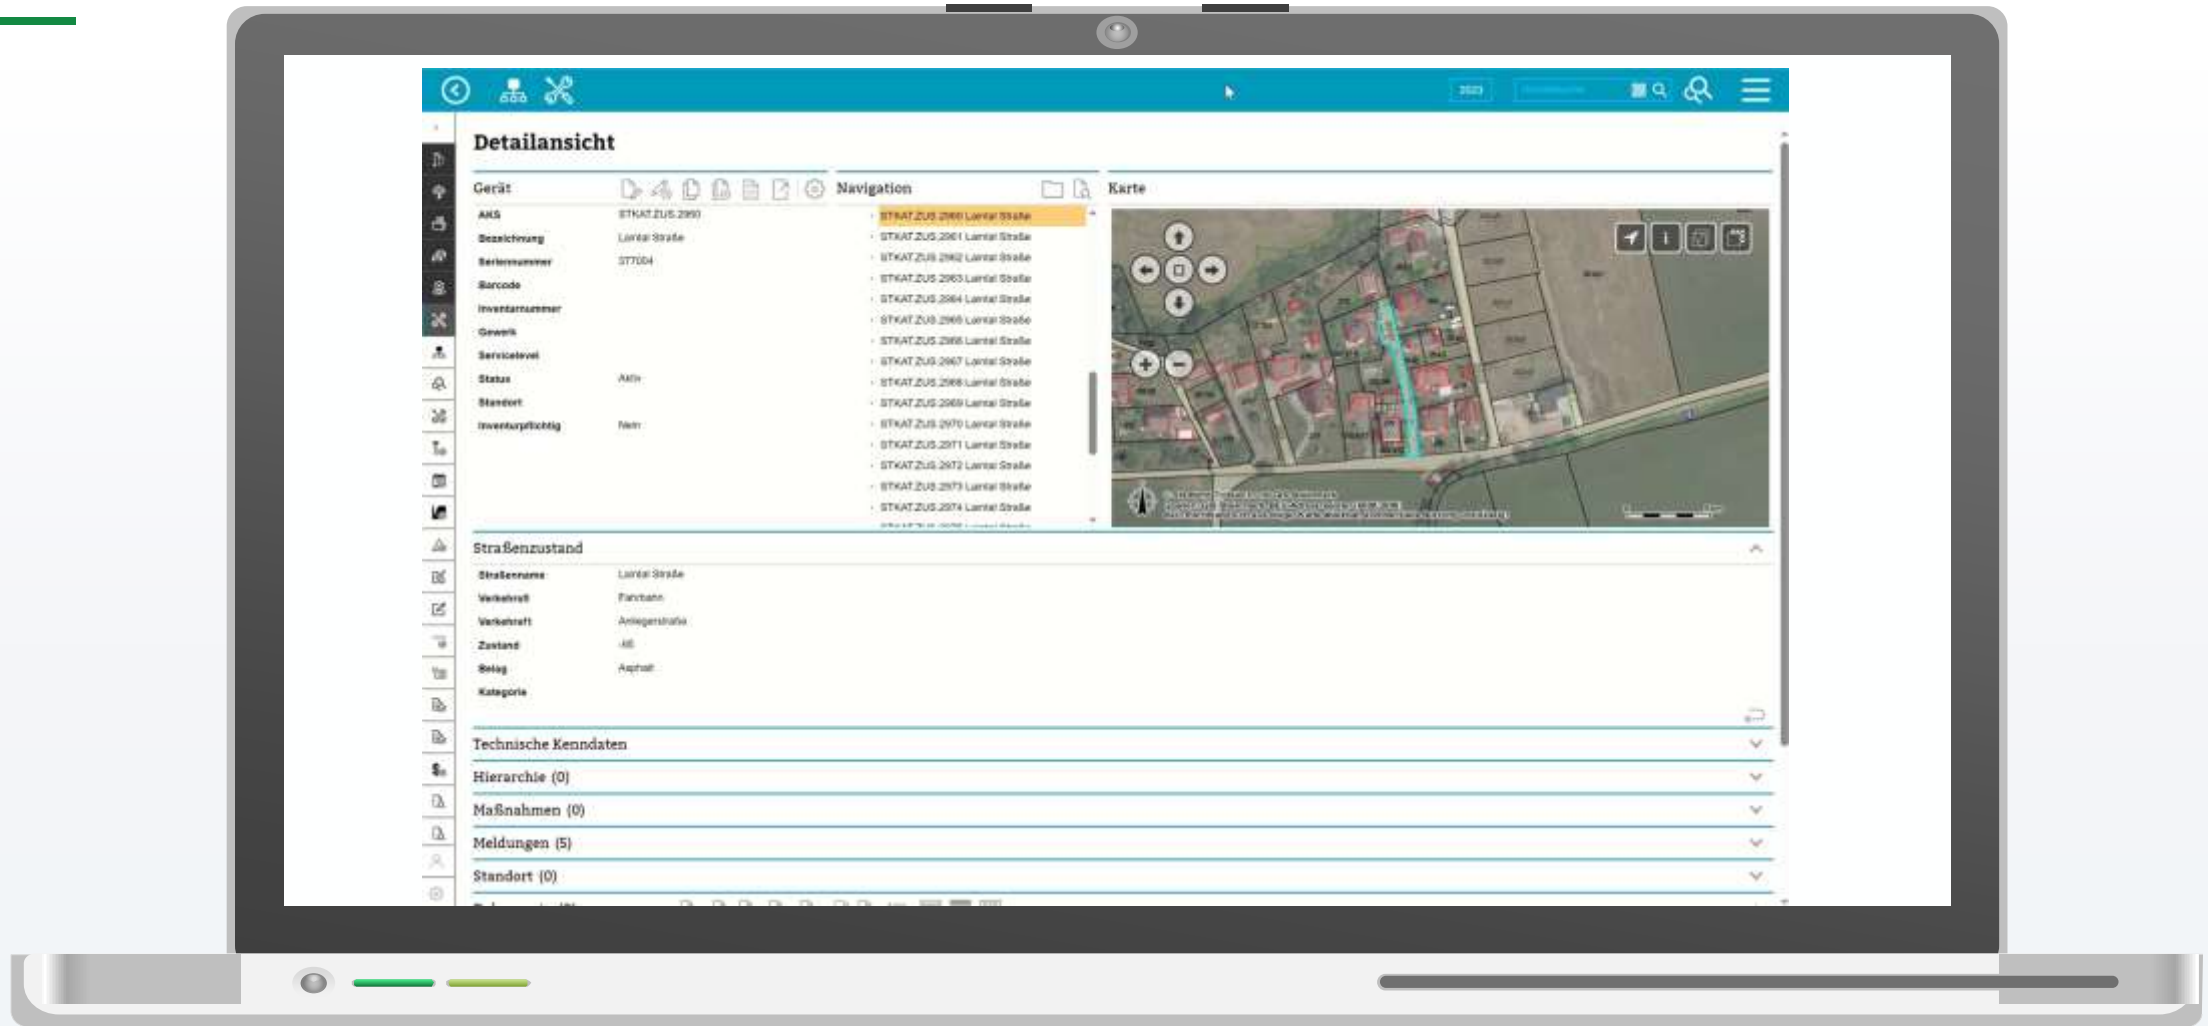 2023
Detailansicht
Gerät
AKS STKAT.ZUS.2960
Bezeichnung Lamtal Straße
Seriennummer 377004
Barcode
Inventarnummer
Gewerk
Servicelevel
Status Aktiv
Standort
Inventurpflichtig Nein
Navigation
STKAT.ZUS.2960 Lamtal Straße
STKAT.ZUS.2961 Lamtal Straße
STKAT.ZUS.2962 Lamtal Straße
STKAT.ZUS.2963 Lamtal Straße
STKAT.ZUS.2964 Lamtal Straße
STKAT.ZUS.2965 Lamtal Straße
STKAT.ZUS.2966 Lamtal Straße
STKAT.ZUS.2967 Lamtal Straße
STKAT.ZUS.2968 Lamtal Straße
STKAT.ZUS.2969 Lamtal Straße
STKAT.ZUS.2970 Lamtal Straße
STKAT.ZUS.2971 Lamtal Straße
STKAT.ZUS.2972 Lamtal Straße
STKAT.ZUS.2973 Lamtal Straße
STKAT.ZUS.2974 Lamtal Straße
Karte
Straßenzustand
Straßenname Lamtal Straße
Verkehrsfl Fahrbahn
Verkehrsft Anliegerstraße
Zustand
Belag Asphalt
Kategorie
Technische Kenndaten
Hierarchie (0)
Maßnahmen (0)
Meldungen (5)
Standort (0)